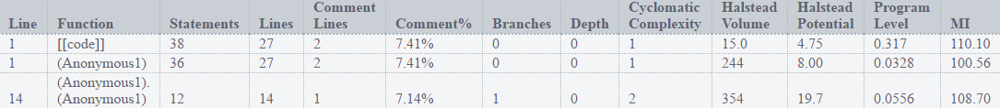 Line Function Statements Lines Comment Lines Comment% Branches Depth Cyclomatic Complexity Halstead Volume Halstead Potential Program Level MI
1 [[code]] 38 27 2 7.41% 0 0 1 15.0 4.75 0.317 110.10
1 (Anonymous1) 36 27 2 7.41% 0 0 1 244 8.00 0.0328 100.56
14 (Anonymous1). (Anonymous1) 12 14 1 7.14% 1 0 2 354 19.7 0.0556 108.70